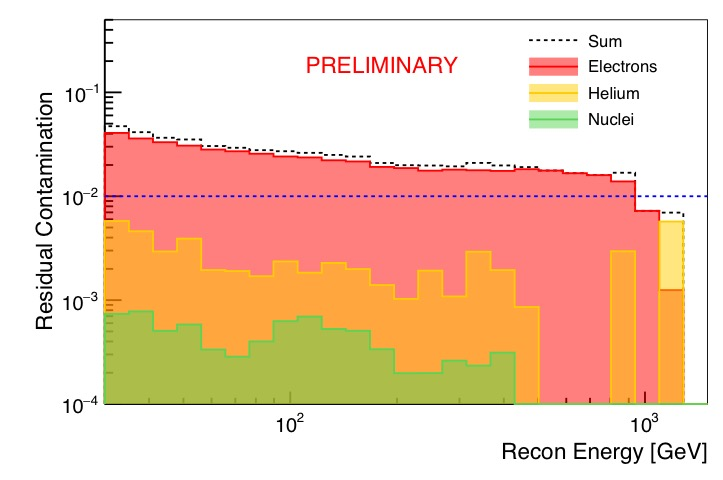 Sum
PRELIMINARY
Electrons
Helium
Nuclei
10⁻¹
10⁻²
10⁻³
10⁻⁴
Residual Contamination
10²
10³
Recon Energy [GeV]